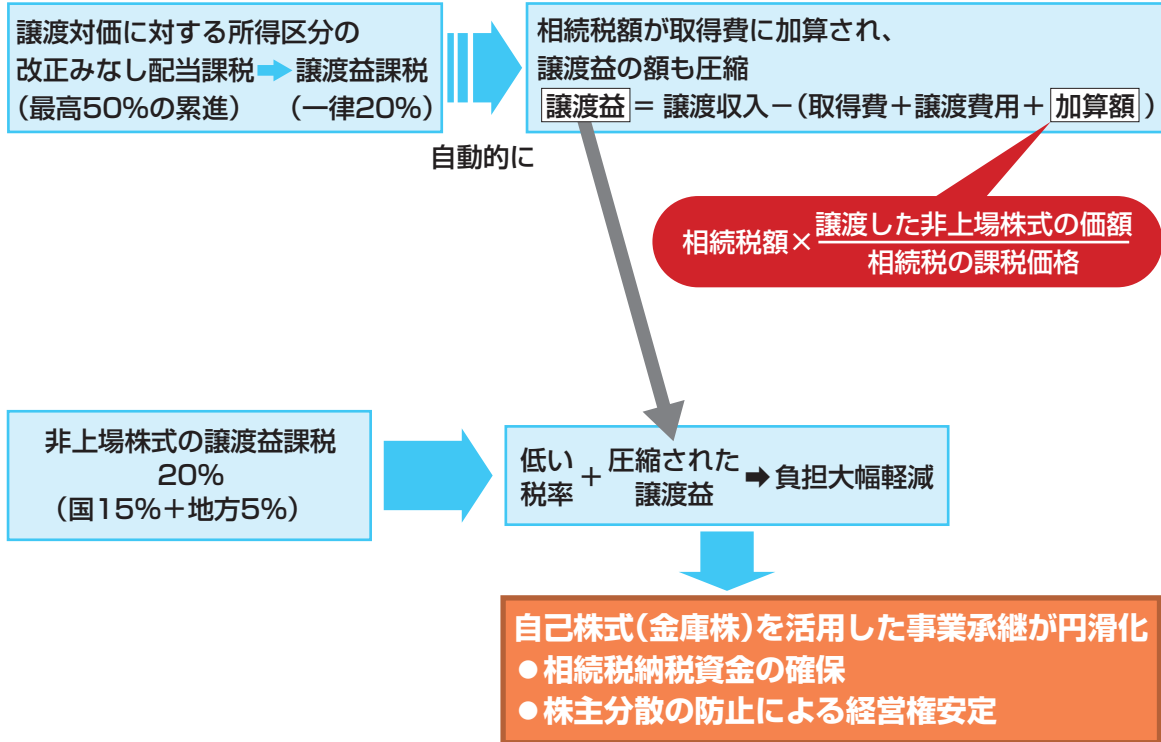 譲渡対価に対する所得区分の
改正みなし配当課税➡譲渡益課税
（最高50%の累進）　（一律20%）
自動的に
相続税額が取得費に加算され、
譲渡益の額も圧縮
譲渡益＝譲渡収入－（取得費＋譲渡費用＋加算額）
相続税額×譲渡した非上場株式の価額
相続税の課税価格
非上場株式の譲渡益課税
20%
（国15%＋地方5%）
低い
税率＋圧縮された
譲渡益➡負担大幅軽減
自己株式（金庫株）を活用した事業承継が円滑化
●相続税納税資金の確保
●株主分散の防止による経営権安定